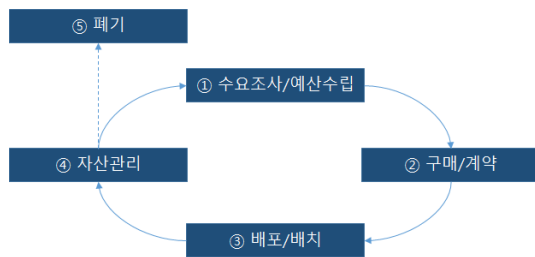 ⑤ 폐기
① 수요조사/예산수립
④ 자산관리
② 구매/계약
③ 배포/배치